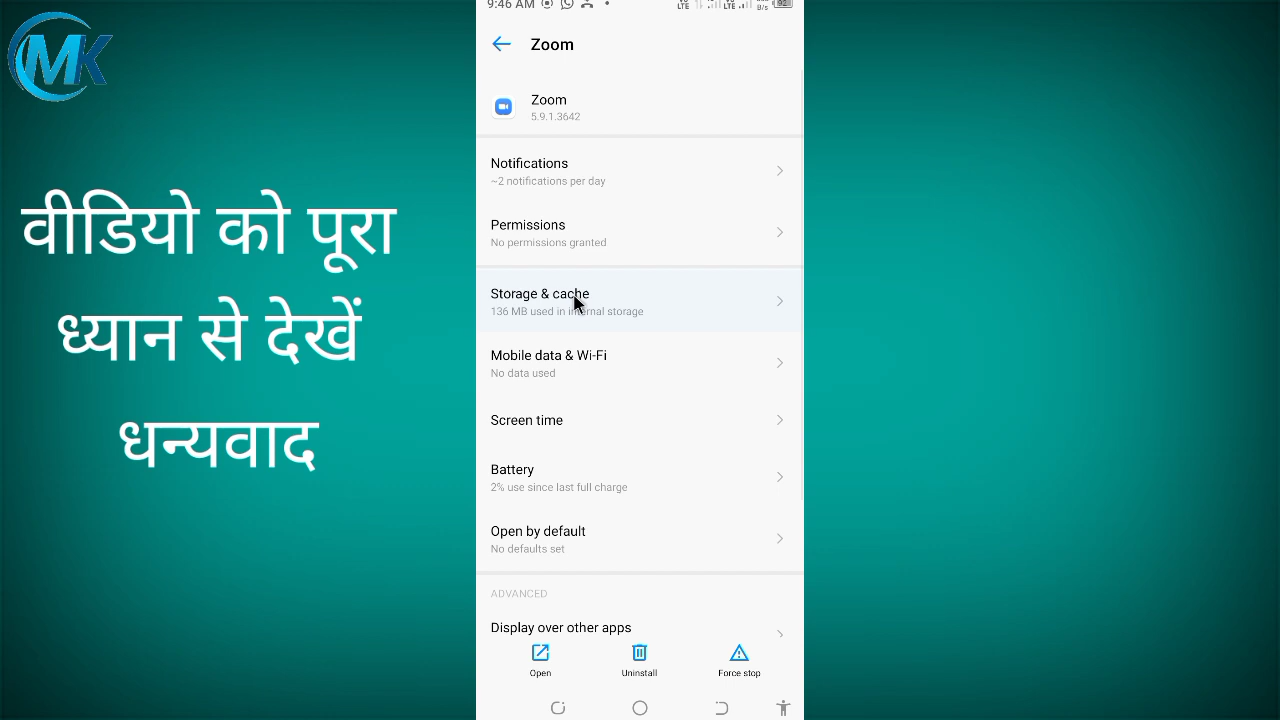 MK
वीडियो को पूरा
ध्यान से देखें
धन्यवाद
9:46 AM
Zoom
Zoom
5.9.1.3642
Notifications
~2 notifications per day
Permissions
No permissions granted
Storage & cache
136 MB used in internal storage
Mobile data & Wi-Fi
No data used
Screen time
Battery
2% use since last full charge
Open by default
No defaults set
ADVANCED
Display over other apps
Open Uninstall Force stop